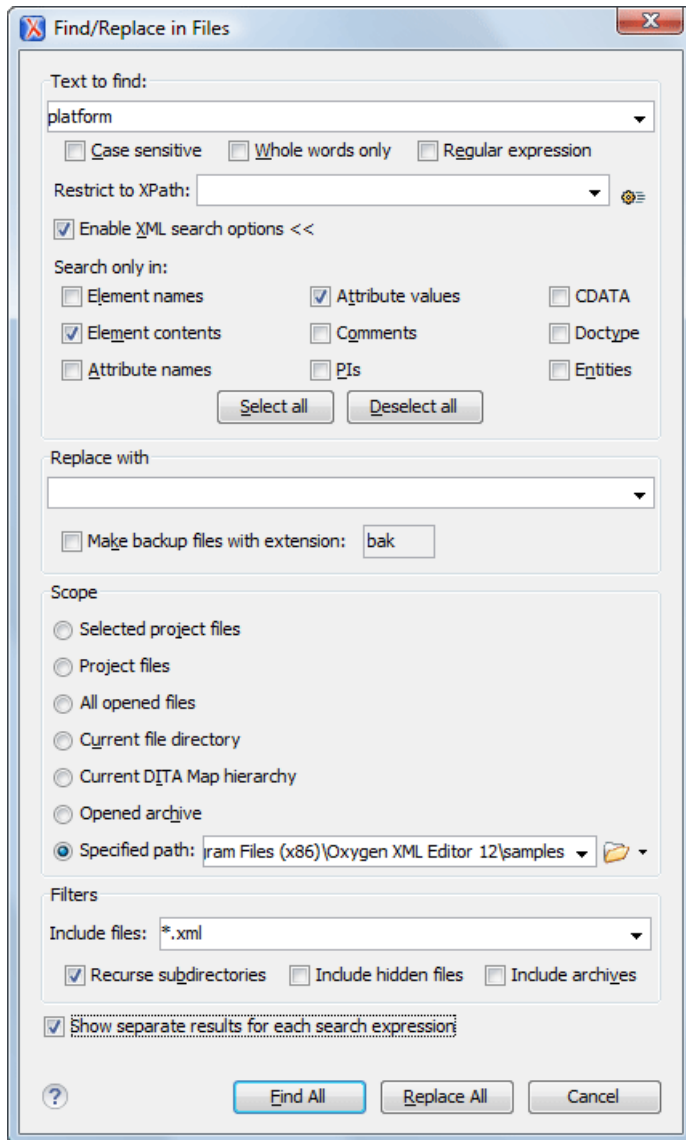 Find/Replace in Files
Text to find:
platform
Case sensitive Whole words only Regular expression
Restrict to XPath:
Enable XML search options <<
Search only in:
Element names Attribute values CDATA
Element contents Comments Doctype
Attribute names PIs Entities
Select all Deselect all
Replace with
Make backup files with extension: bak
Scope
Selected project files
Project files
All opened files
Current file directory
Current DITA Map hierarchy
Opened archive
Specified path: ram Files (x86)\Oxygen XML Editor 12\samples
Filters
Include files: *.xml
Recurse subdirectories Include hidden files Include archives
Show separate results for each search expression
? Find All Replace All Cancel